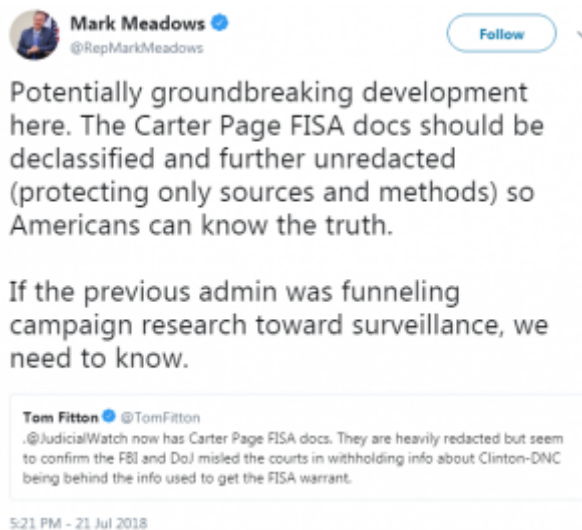 Mark Meadows
@RepMarkMeadows
Follow
Potentially groundbreaking development
here. The Carter Page FISA docs should be
declassified and further unredacted
(protecting only sources and methods) so
Americans can know the truth.
If the previous admin was funneling
campaign research toward surveillance, we
need to know.
Tom Fitton @TomFitton
.@JudicialWatch now has Carter Page FISA docs. They are heavily redacted but seem
to confirm the FBI and DoJ misled the courts in withholding info about Clinton-DNC
being behind the info used to get the FISA warrant.
5:21 PM - 21 Jul 2018